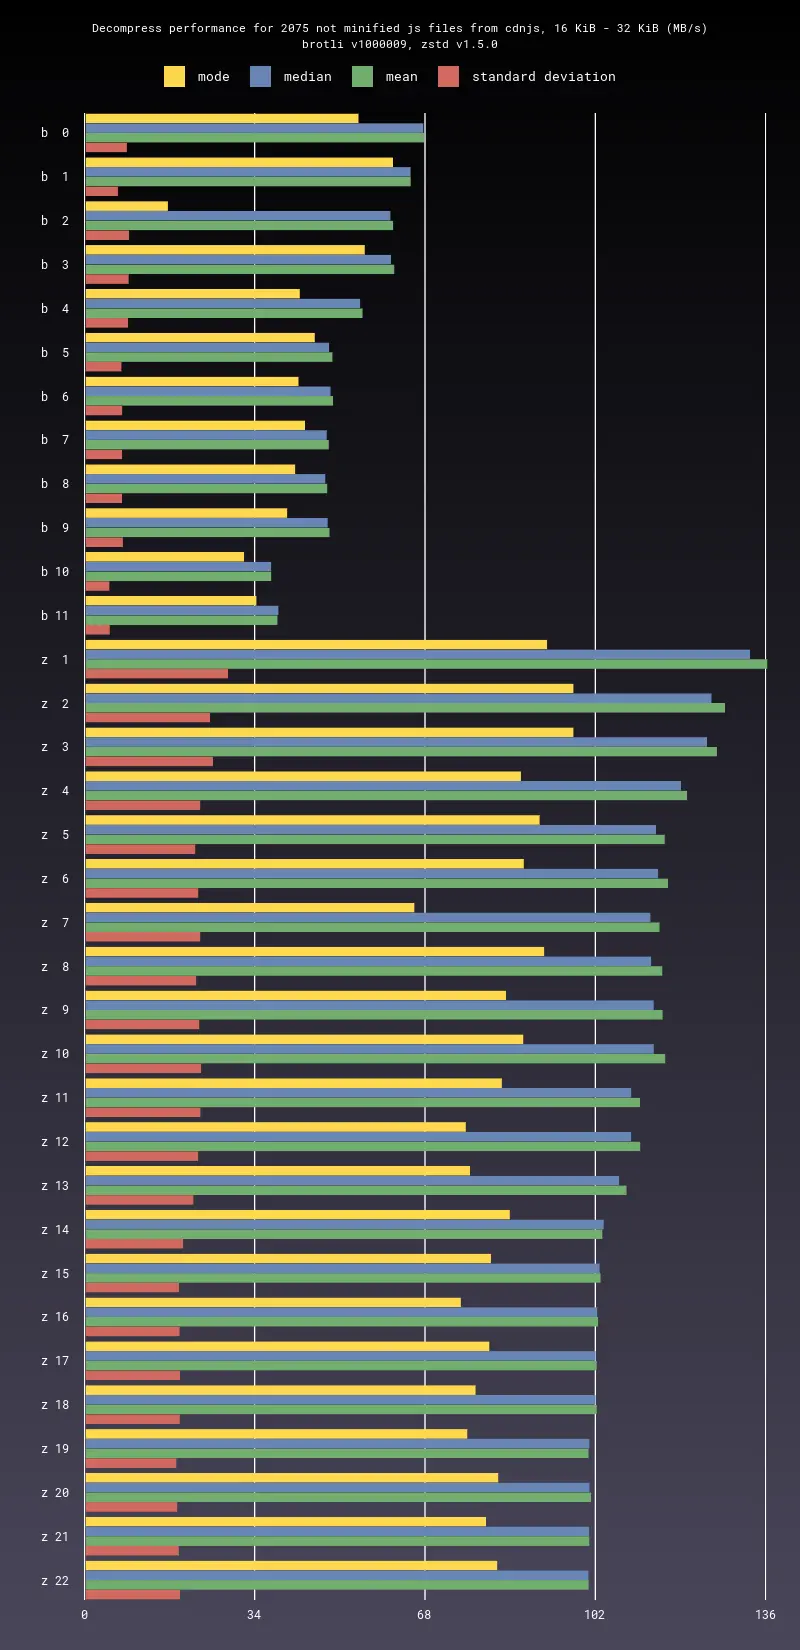 Decompress performance for 2075 not minified js files from cdnjs, 16 KiB - 32 KiB (MB/s)
brotli v1000009, zstd v1.5.0
mode median mean standard deviation
b 0
b 1
b 2
b 3
b 4
b 5
b 6
b 7
b 8
b 9
b 10
b 11
z 1
z 2
z 3
z 4
z 5
z 6
z 7
z 8
z 9
z 10
z 11
z 12
z 13
z 14
z 15
z 16
z 17
z 18
z 19
z 20
z 21
z 22
0 34 68 102 136